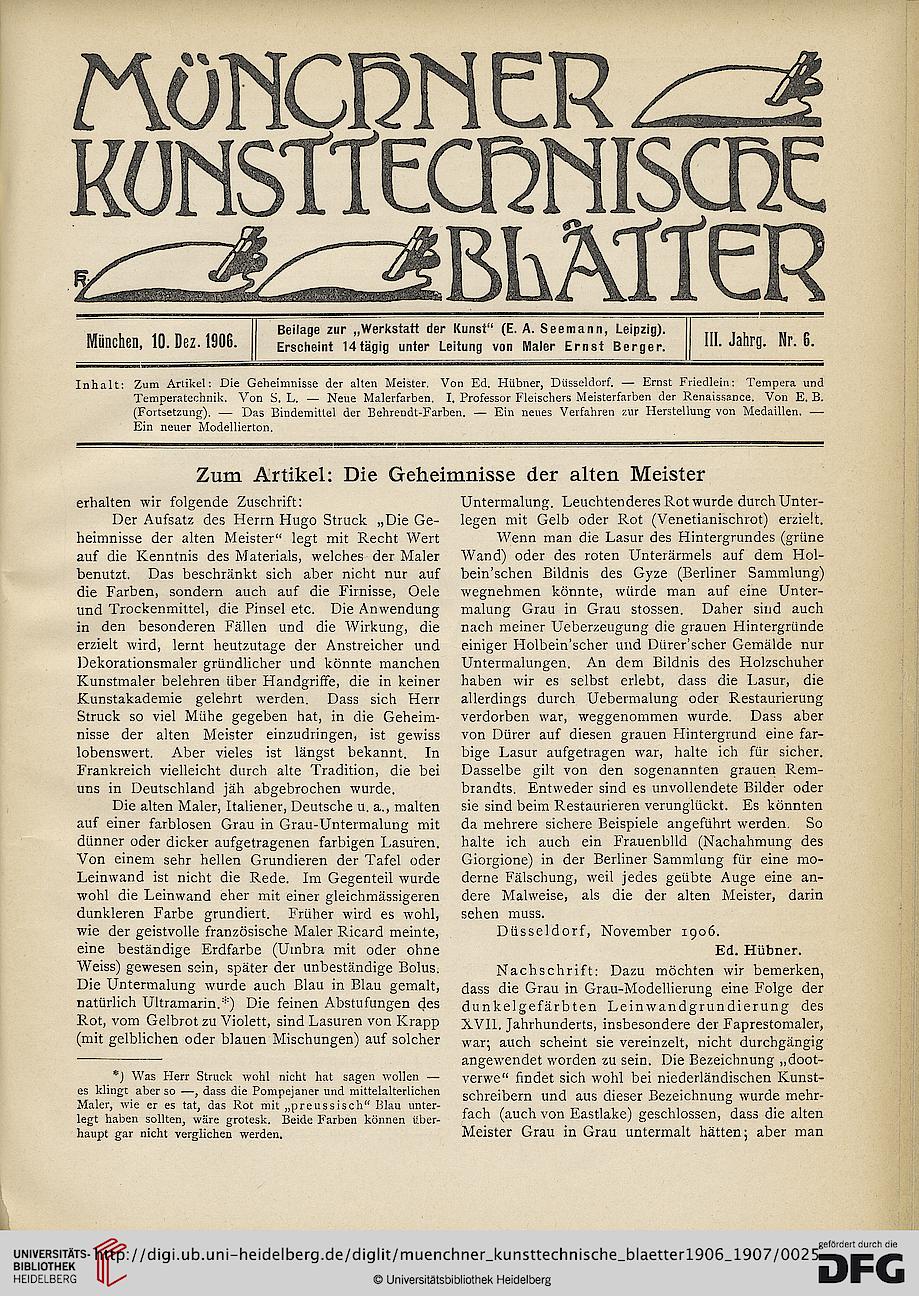 MÜNCHNER
KUNSTTECHNISCHE
BLÄTTER
München, 10. Dez. 1906.
Beilage zur „Werkstatt der Kunst“ (E. A. Seemann, Leipzig).
Erscheint 14 tägig unter Leitung von Maler Ernst Berger.
III. Jahrg. Nr. 6.
Inhalt: Zum Artikel: Die Geheimnisse der alten Meister. Von Ed. Hübner, Düsseldorf. — Ernst Friedlein: Tempera und
Temperatechnik. Von S. L. — Neue Malerfarben. I. Professor Fleischers Meisterfarben der Renaissance. Von E. B.
(Fortsetzung). — Das Bindemittel der Behrendt-Farben. — Ein neues Verfahren zur Herstellung von Medaillen. —
Ein neuer Modellierton.
Zum Artikel: Die Geheimnisse der alten Meister
erhalten wir folgende Zuschrift:
Der Aufsatz des Herrn Hugo Struck „Die Ge-
heimnisse der alten Meister“ legt mit Recht Wert
auf die Kenntnis des Materials, welches der Maler
benutzt. Das beschränkt sich aber nicht nur auf
die Farben, sondern auch auf die Firnisse, Oele
und Trockenmittel, die Pinsel etc. Die Anwendung
in den besonderen Fällen und die Wirkung, die
erzielt wird, lernt heutzutage der Anstreicher und
Dekorationsmaler gründlicher und könnte manchen
Kunstmaler belehren über Handgriffe, die in keiner
Kunstakademie gelehrt werden. Dass sich Herr
Struck so viel Mühe gegeben hat, in die Geheim-
nisse der alten Meister einzudringen, ist gewiss
lobenswert. Aber vieles ist längst bekannt. In
Frankreich vielleicht durch alte Tradition, die bei
uns in Deutschland jäh abgebrochen wurde.
Die alten Maler, Italiener, Deutsche u. a., malten
auf einer farblosen Grau in Grau-Untermalung mit
dünner oder dicker aufgetragenen farbigen Lasuren.
Von einem sehr hellen Grundieren der Tafel oder
Leinwand ist nicht die Rede. Im Gegenteil wurde
wohl die Leinwand eher mit einer gleichmässigeren
dunkleren Farbe grundiert. Früher wird es wohl,
wie der geistvolle französische Maler Ricard meinte,
eine beständige Erdfarbe (Umbra mit oder ohne
Weiss) gewesen sein, später der unbeständige Bolus.
Die Untermalung wurde auch Blau in Blau gemalt,
natürlich Ultramarin.*) Die feinen Abstufungen des
Rot, vom Gelbrot zu Violett, sind Lasuren von Krapp
(mit gelblichen oder blauen Mischungen) auf solcher
*) Was Herr Struck wohl nicht hat sagen wollen —
es klingt aber so —, dass die Pompejaner und mittelalterlichen
Maler, wie er es tat, das Rot mit „preussisch“ Blau unter-
legt haben sollten, wäre grotesk. Beide Farben können über-
haupt gar nicht verglichen werden.
Untermalung. Leuchtenderes Rot wurde durch Unter-
legen mit Gelb oder Rot (Venetianischrot) erzielt.
Wenn man die Lasur des Hintergrundes (grüne
Wand) oder des roten Unterärmels auf dem Hol-
bein'schen Bildnis des Gyze (Berliner Sammlung)
wegnehmen könnte, würde man auf eine Unter-
malung Grau in Grau stossen. Daher sind auch
nach meiner Ueberzeugung die grauen Hintergründe
einiger Holbein'scher und Dürer'scher Gemälde nur
Untermalungen. An dem Bildnis des Holzschuher
haben wir es selbst erlebt, dass die Lasur, die
allerdings durch Uebermalung oder Restaurierung
verdorben war, weggenommen wurde. Dass aber
von Dürer auf diesen grauen Hintergrund eine far-
bige Lasur aufgetragen war, halte ich für sicher.
Dasselbe gilt von den sogenannten grauen Rem-
brandts. Entweder sind es unvollendete Bilder oder
sie sind beim Restaurieren verunglückt. Es könnten
da mehrere sichere Beispiele angeführt werden. So
halte ich auch ein Frauenbild (Nachahmung des
Giorgione) in der Berliner Sammlung für eine mo-
derne Fälschung, weil jedes geübte Auge eine an-
dere Malweise, als die der alten Meister, darin
sehen muss.
Düsseldorf, November 1906.
Ed. Hübner.
Nachschrift: Dazu möchten wir bemerken,
dass die Grau in Grau-Modellierung eine Folge der
dunkelgefärbten Leinwandgrundierung des
XVII. Jahrhunderts, insbesondere der Faprestomaler,
war; auch scheint sie vereinzelt, nicht durchgängig
angewendet worden zu sein. Die Bezeichnung „doot-
verwe“ findet sich wohl bei niederländischen Kunst-
schreibern und aus dieser Bezeichnung wurde mehr-
fach (auch von Eastlake) geschlossen, dass die alten
Meister Grau in Grau untermalt hätten; aber man
UNIVERSITÄTS-
BIBLIOTHEK
HEIDELBERG
http://digi.ub.uni-heidelberg.de/diglit/muenchner_kunsttechnische_blaetter1906_1907/0025
© Universitätsbibliothek Heidelberg
gefördert durch die
DFG